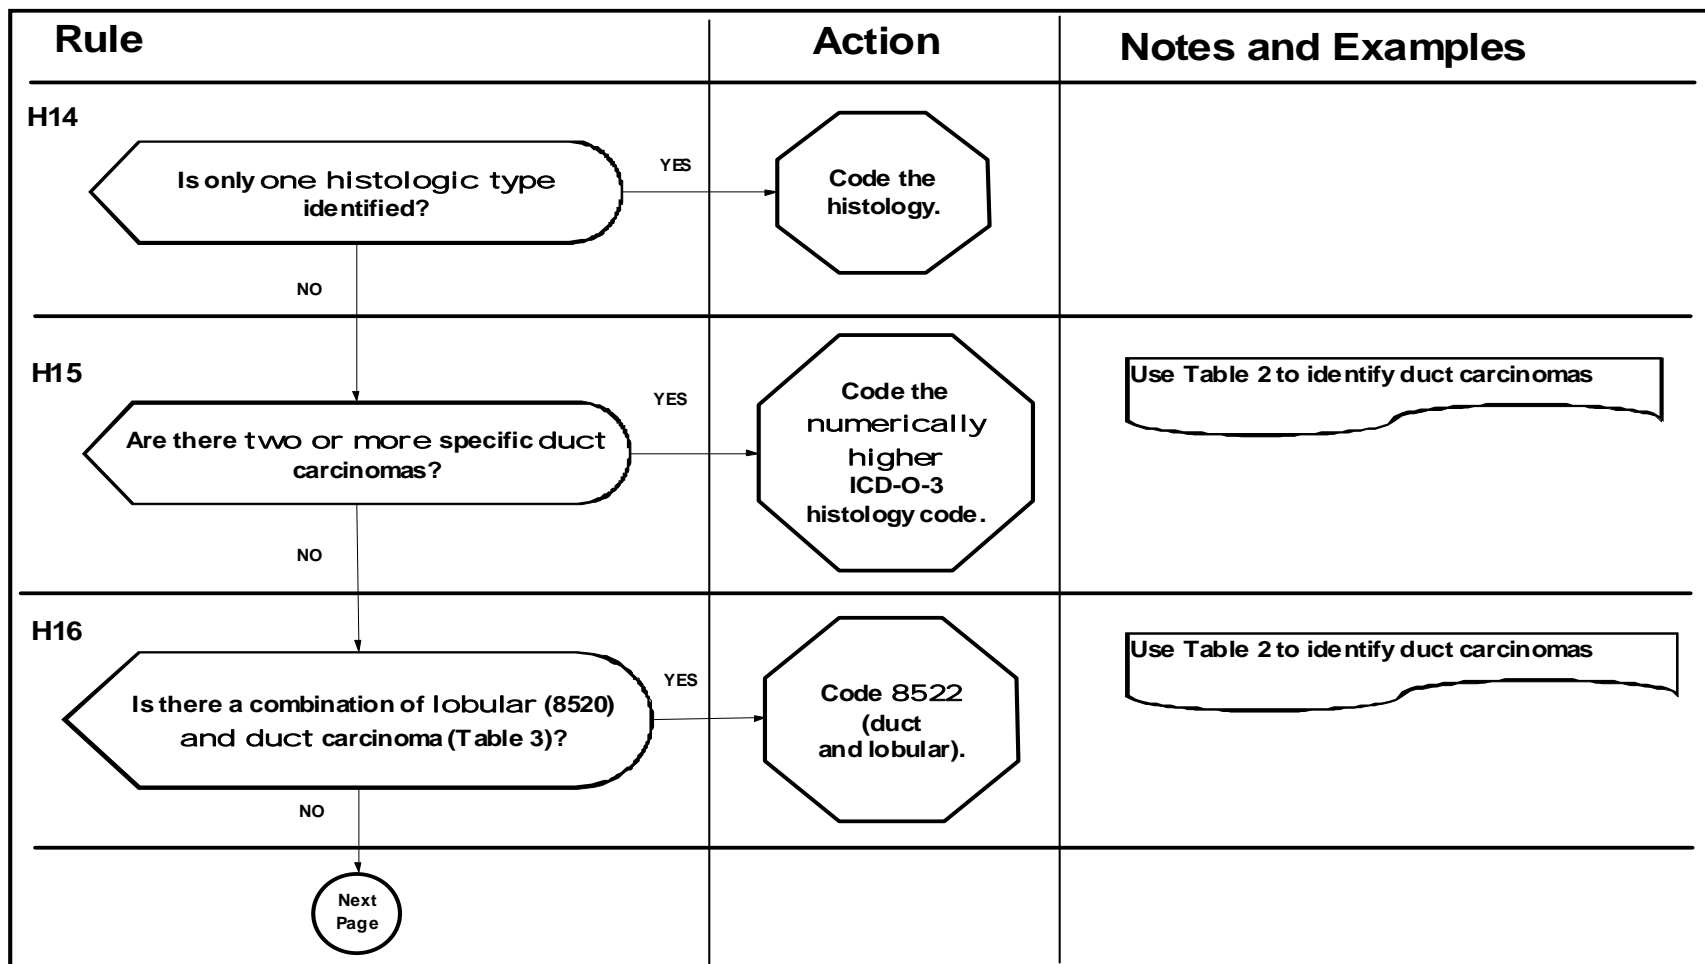 Rule
Action
Notes and Examples
H14
Is only one histologic type
identified?
YES
Code the
histology.
NO
H15
Are there two or more specific duct
carcinomas?
YES
Code the
numerically
higher
ICD-O-3
histology code.
Use Table 2 to identify duct carcinomas
NO
H16
Is there a combination of lobular (8520)
and duct carcinoma (Table 3)?
YES
Code 8522
(duct
and lobular).
Use Table 2 to identify duct carcinomas
NO
Next
Page